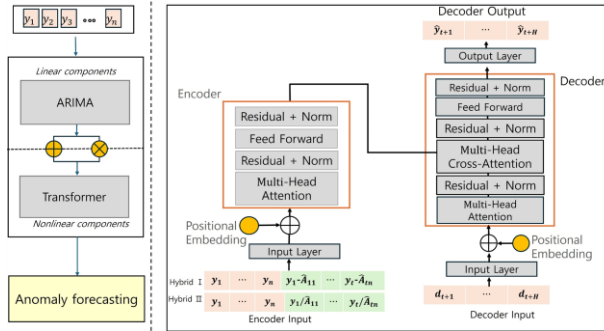 y₁ y₂ y₃ ∘∘∘ yₙ
Linear components
ARIMA
+ ×
Transformer
Nonlinear components
Anomaly forecasting
Encoder
Residual + Norm
Feed Forward
Residual + Norm
Multi-Head
Attention
Positional
Embedding
+
Input Layer
Hybrid I y₁ ⋯ yₙ y₁-Â₁₁ ⋯ yₜ-Âₜₙ
Hybrid II y₁ ⋯ yₙ y₁/Â₁₁ ⋯ yₜ/Âₜₙ
Encoder Input
Decoder Output
ŷₜ₊₁ ⋯ ŷₜ₊H
Output Layer
Decoder
Residual + Norm
Feed Forward
Residual + Norm
Multi-Head
Cross-Attention
Residual + Norm
Multi-Head
Attention
+
Positional
Embedding
Input Layer
dₜ₊₁ ⋯ dₜ₊H
Decoder Input